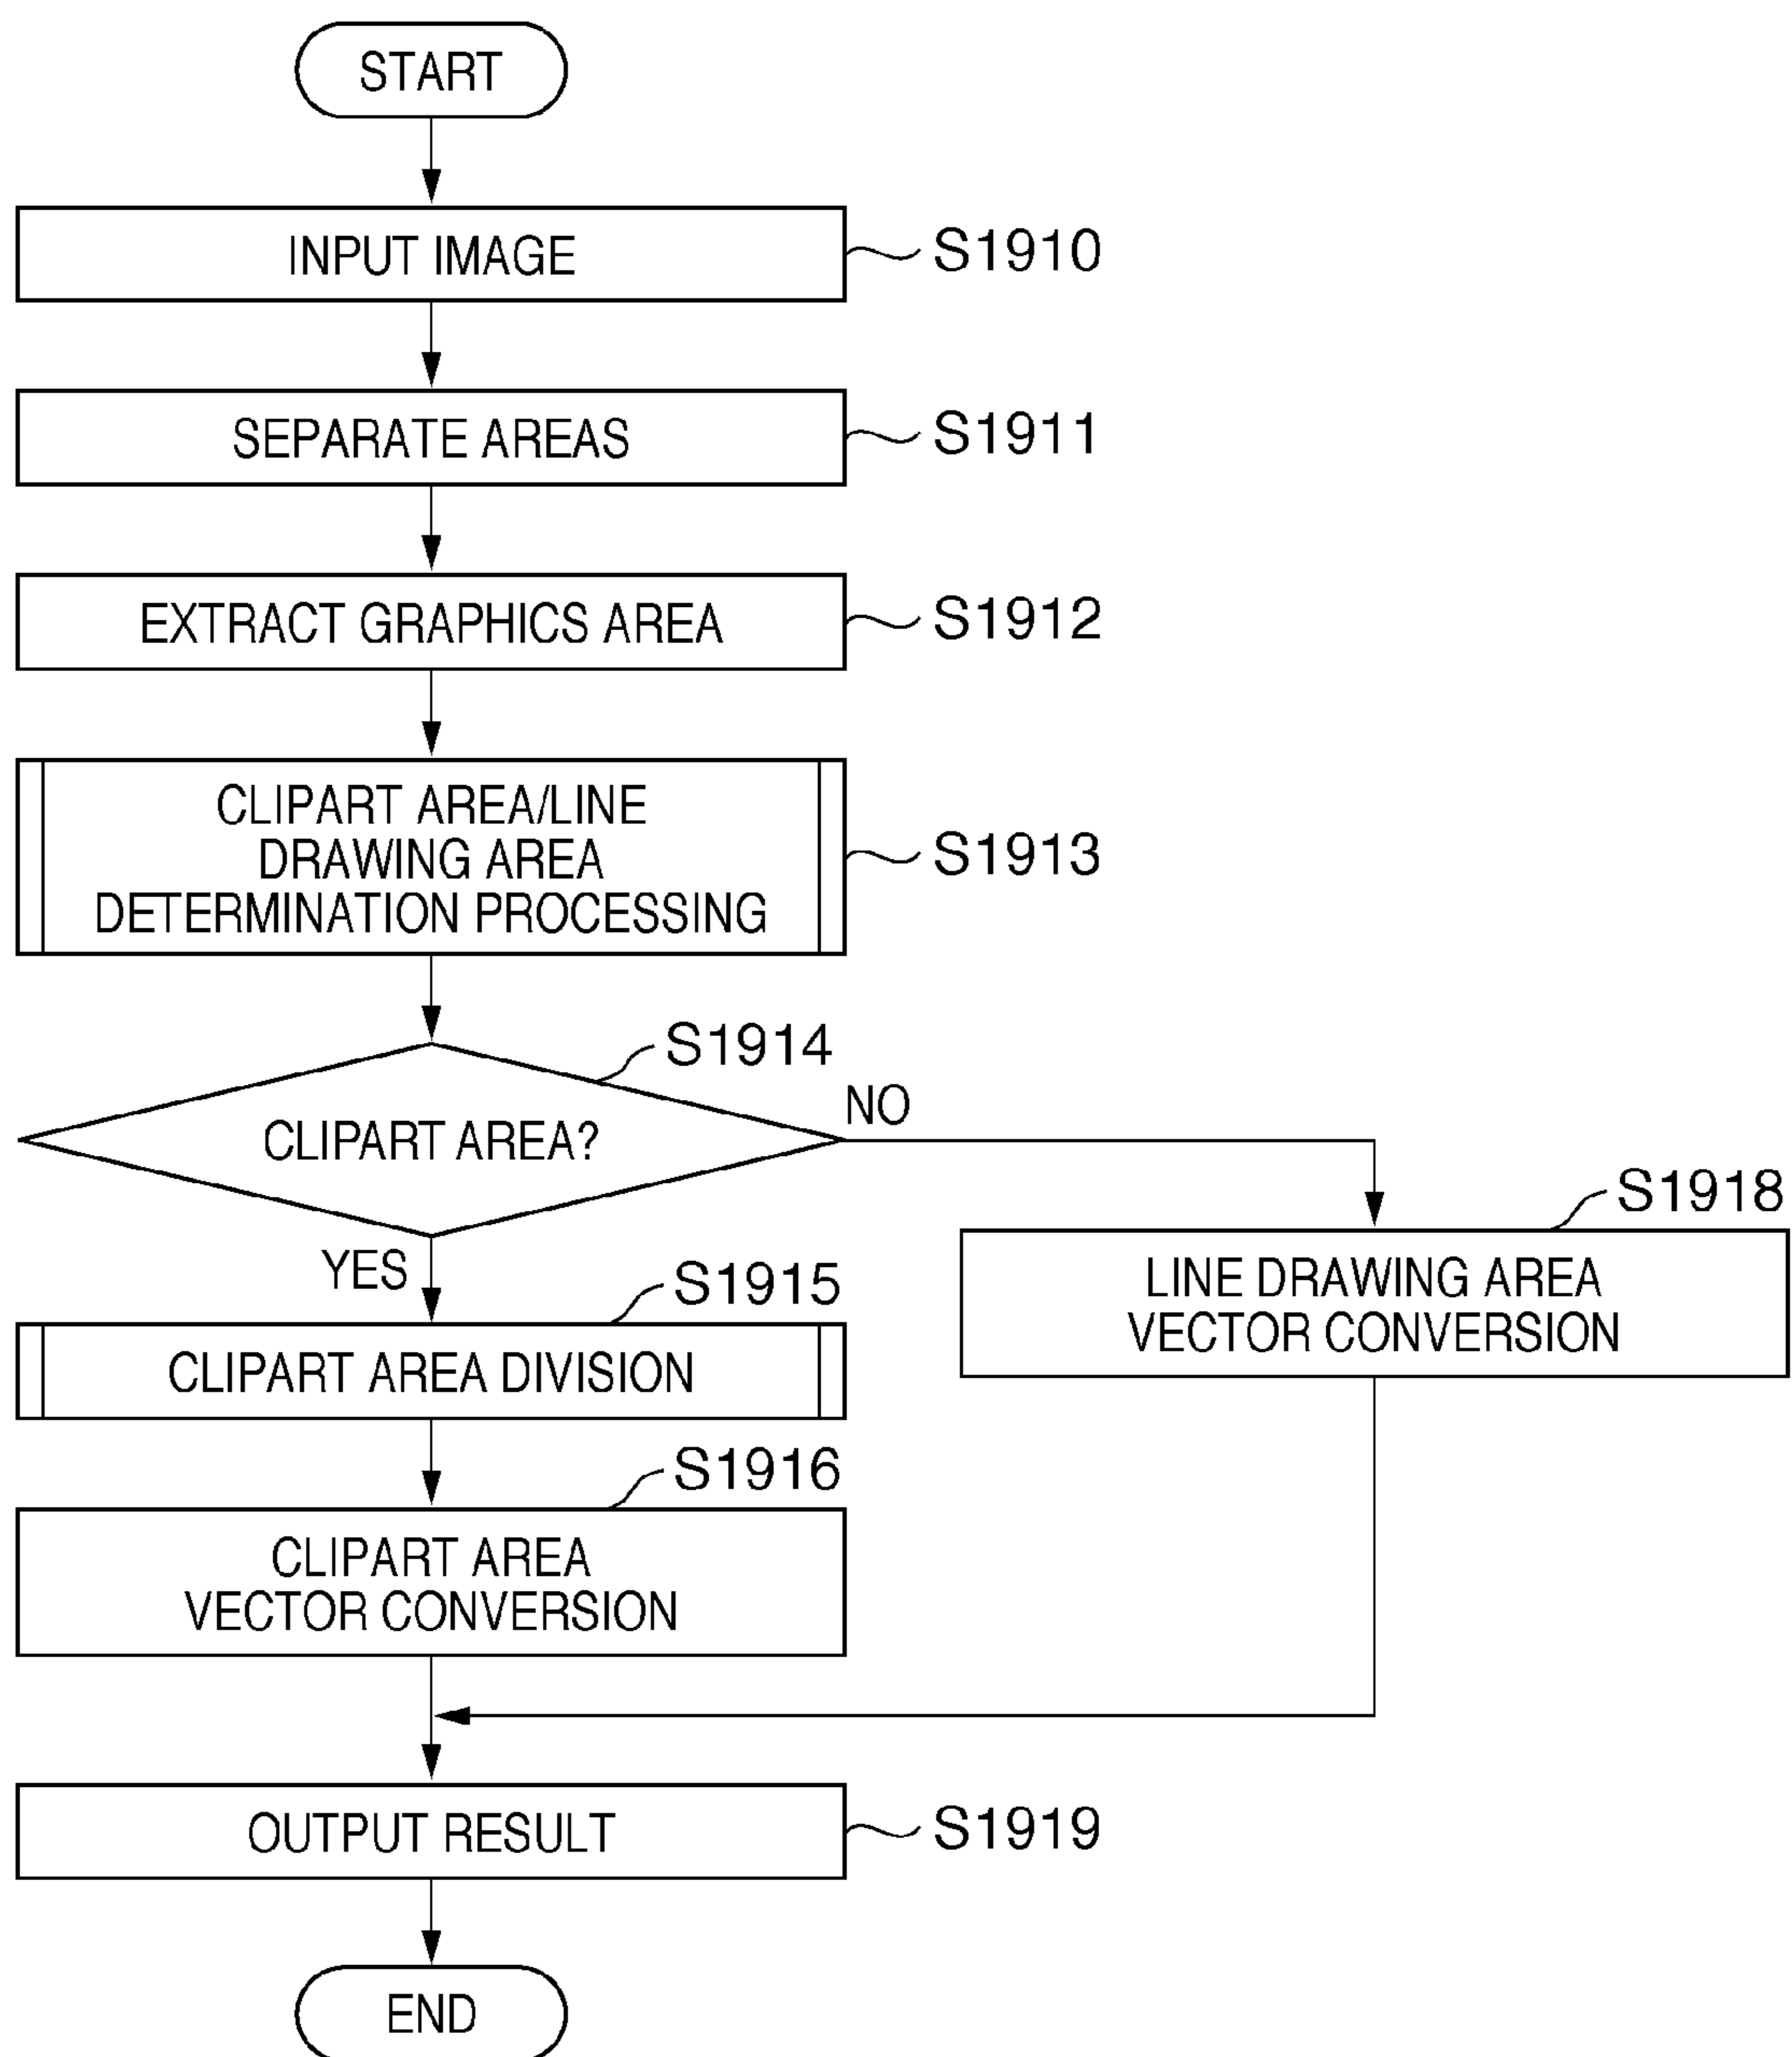 START
INPUT IMAGE
S1910
SEPARATE AREAS
S1911
EXTRACT GRAPHICS AREA
S1912
CLIPART AREA/LINE
DRAWING AREA
DETERMINATION PROCESSING
S1913
S1914
CLIPART AREA?
NO
YES
S1918
LINE DRAWING AREA
VECTOR CONVERSION
S1915
CLIPART AREA DIVISION
S1916
CLIPART AREA
VECTOR CONVERSION
OUTPUT RESULT
S1919
END